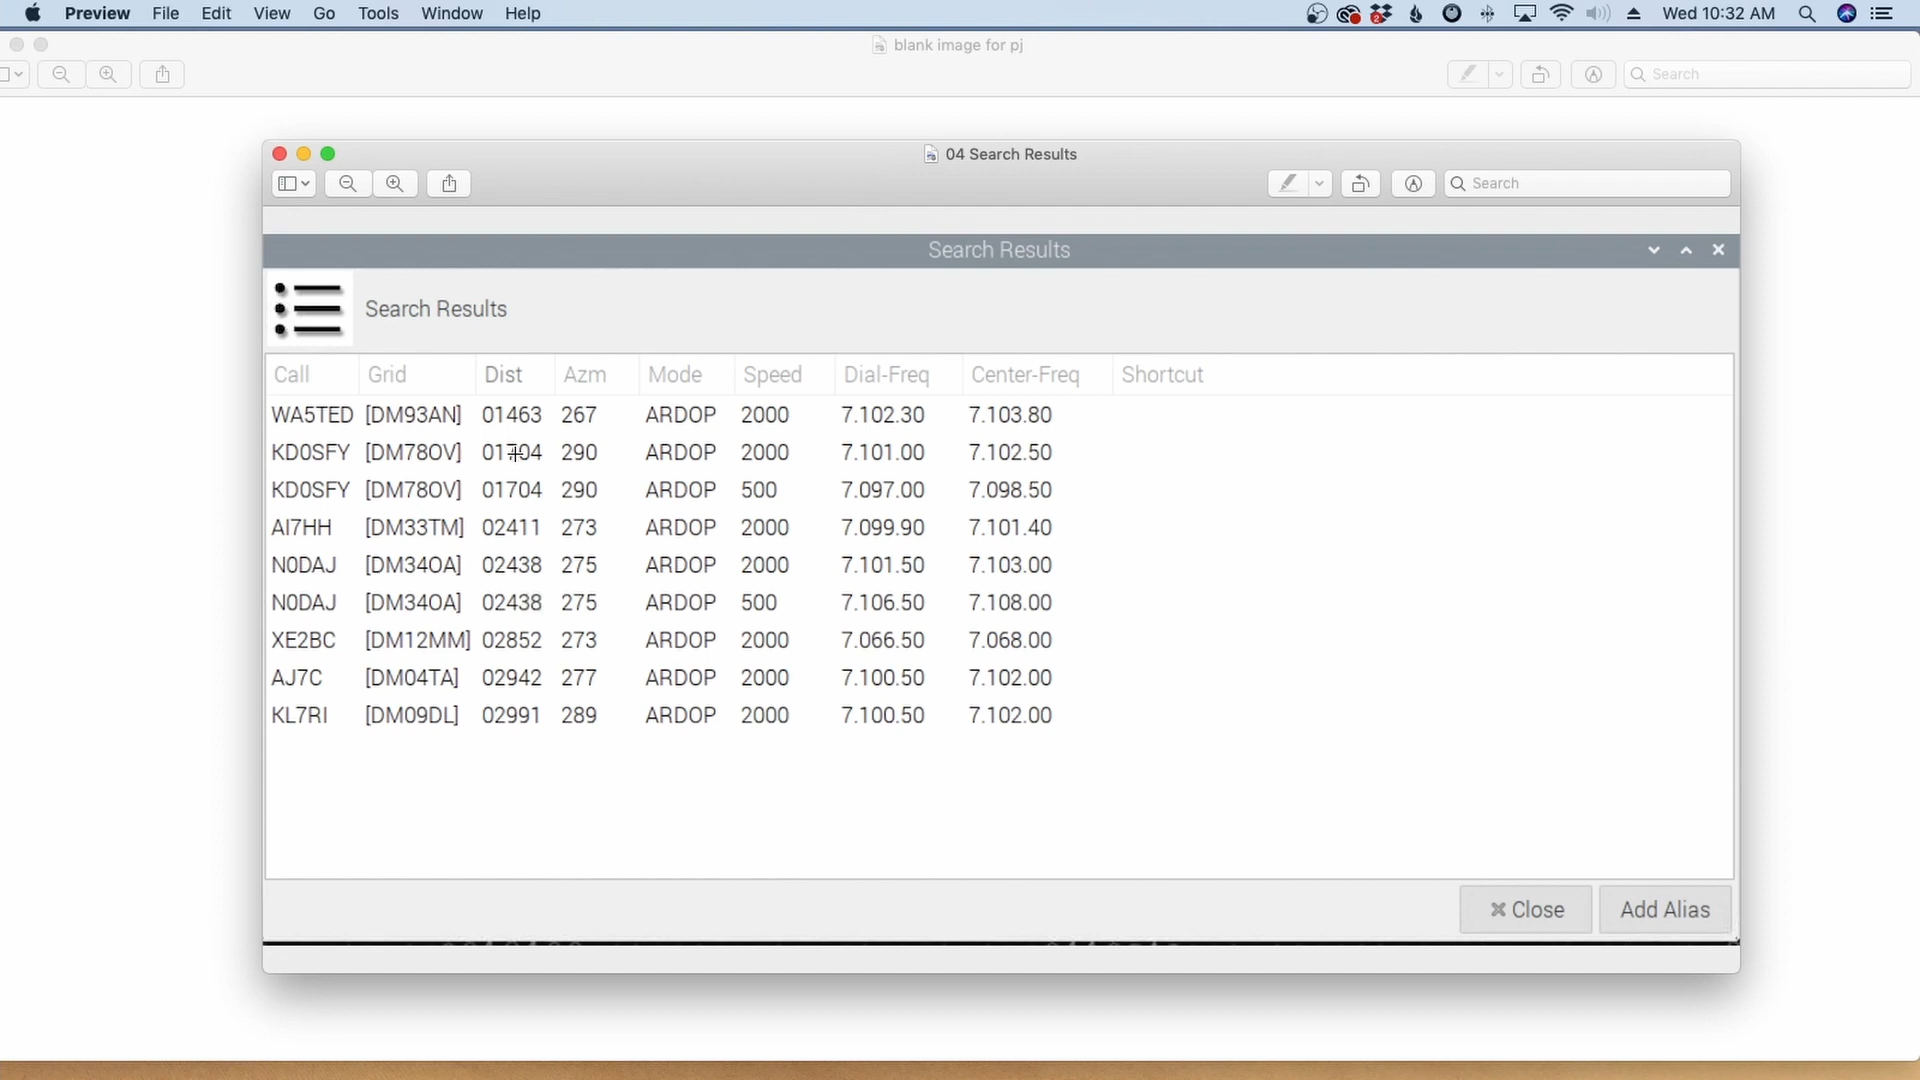 Preview File Edit View Go Tools Window Help 2 Wed 10:32 AM
blank image for pj
Search
04 Search Results
Search
Search Results
Search Results
Call Grid Dist Azm Mode Speed Dial-Freq Center-Freq Shortcut
WA5TED [DM93AN] 01463 267 ARDOP 2000 7.102.30 7.103.80
KD0SFY [DM78OV] 01704 290 ARDOP 2000 7.101.00 7.102.50
KD0SFY [DM78OV] 01704 290 ARDOP 500 7.097.00 7.098.50
AI7HH [DM33TM] 02411 273 ARDOP 2000 7.099.90 7.101.40
N0DAJ [DM34OA] 02438 275 ARDOP 2000 7.101.50 7.103.00
N0DAJ [DM34OA] 02438 275 ARDOP 500 7.106.50 7.108.00
XE2BC [DM12MM] 02852 273 ARDOP 2000 7.066.50 7.068.00
AJ7C [DM04TA] 02942 277 ARDOP 2000 7.100.50 7.102.00
KL7RI [DM09DL] 02991 289 ARDOP 2000 7.100.50 7.102.00
Close Add Alias